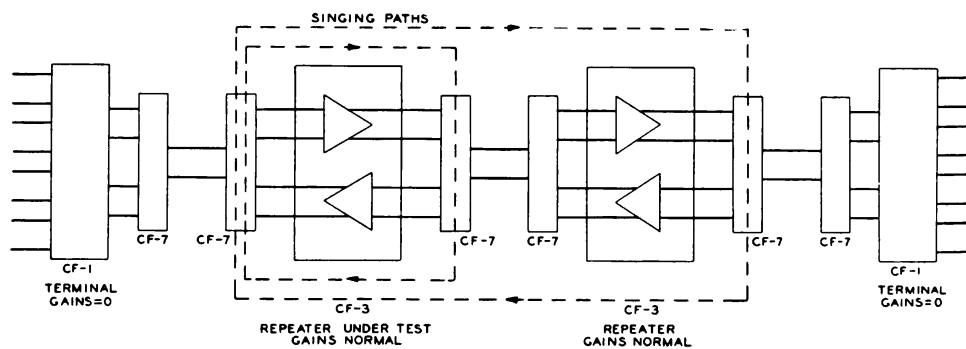 SINGING PATHS
CF-7
CF-7
CF-7
CF-7
CF-7
CF-7
CF-1
TERMINAL
GAINS=0
CF-3
REPEATER UNDER TEST
GAINS NORMAL
CF-3
REPEATER
GAINS NORMAL
CF-1
TERMINAL
GAINS=0